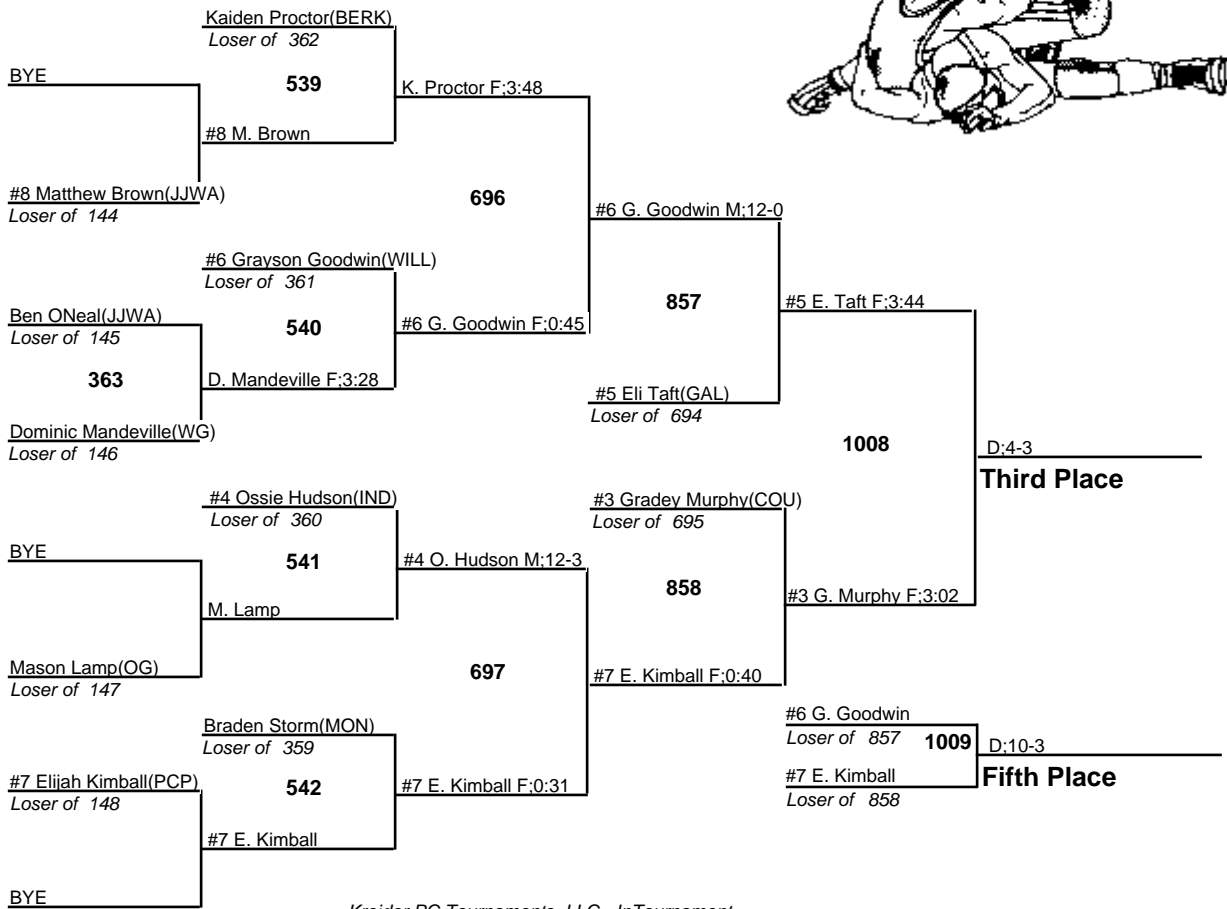 Kaiden Proctor(BERK)
Loser of 362
BYE
539
K. Proctor F;3:48
#8 M. Brown
#8 Matthew Brown(JJWA)
Loser of 144
696
#6 G. Goodwin M;12-0
#6 Grayson Goodwin(WILL)
Loser of 361
Ben ONeal(JJWA)
Loser of 145
540
#6 G. Goodwin F;0:45
857
#5 E. Taft F;3:44
363
D. Mandeville F;3:28
#5 Eli Taft(GAL)
Loser of 694
Dominic Mandeville(WG)
Loser of 146
1008
D;4-3
Third Place
#4 Ossie Hudson(IND)
Loser of 360
#3 Gradey Murphy(COU)
Loser of 695
BYE
541
#4 O. Hudson M;12-3
858
M. Lamp
#3 G. Murphy F;3:02
Mason Lamp(OG)
Loser of 147
697
#7 E. Kimball F;0:40
Braden Storm(MON)
Loser of 359
#6 G. Goodwin
Loser of 857
1009
D;10-3
Fifth Place
#7 E. Kimball
Loser of 858
#7 Elijah Kimball(PCP)
Loser of 148
542
#7 E. Kimball F;0:31
#7 E. Kimball
BYE